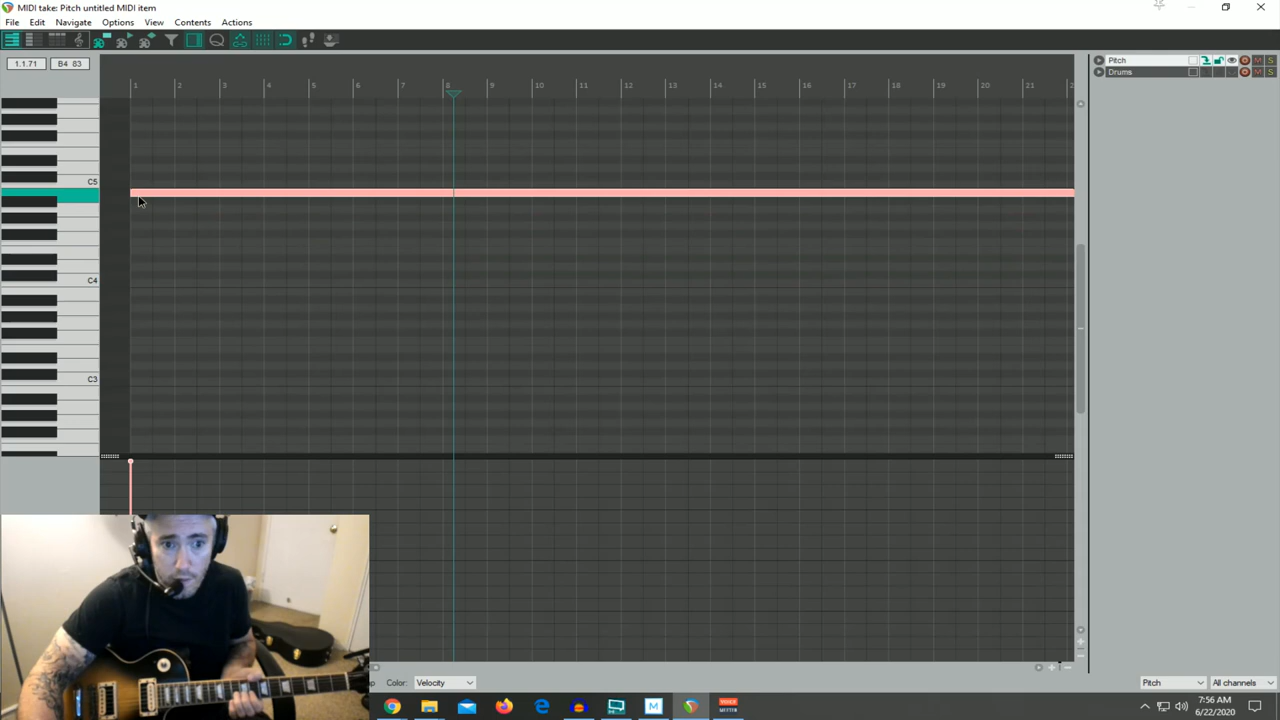 MIDI take: Pitch untitled MIDI item
File Edit Navigate Options View Contents Actions
1.1.71 B4 83
1 2 3 4 5 6 7 8 9 10 11 12 13 14 15 16 17 18 19 20 21 2
Pitch M S
Drums M S
C5
C4
C3
Color: Velocity
Pitch All channels
M VOICE
7:56 AM
6/22/2020